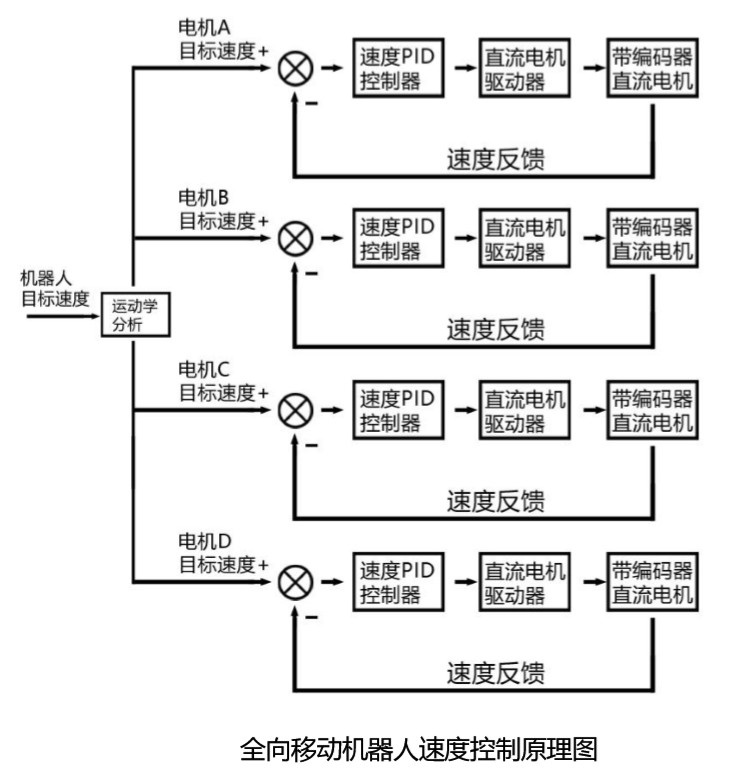 电机A
目标速度+
速度PID
控制器
直流电机
驱动器
带编码器
直流电机
−
速度反馈
电机B
目标速度+
速度PID
控制器
直流电机
驱动器
带编码器
直流电机
−
速度反馈
机器人
目标速度
运动学
分析
电机C
目标速度+
速度PID
控制器
直流电机
驱动器
带编码器
直流电机
−
速度反馈
电机D
目标速度+
速度PID
控制器
直流电机
驱动器
带编码器
直流电机
−
速度反馈
全向移动机器人速度控制原理图